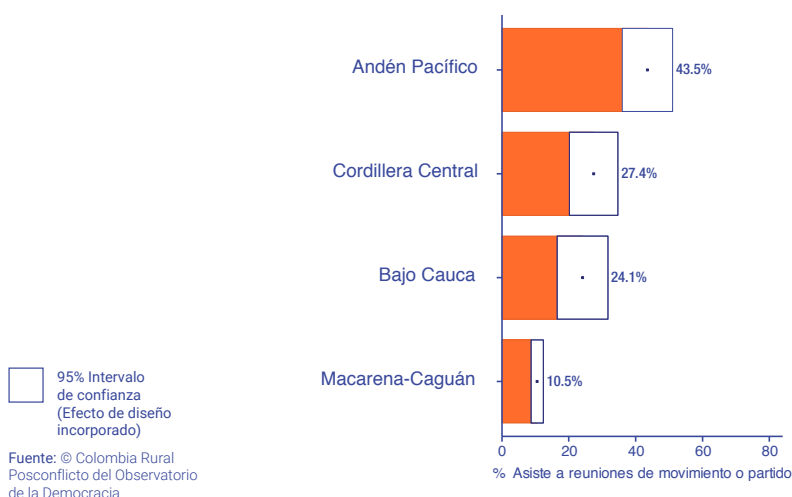 Andén Pacífico
43.5%
Cordillera Central
27.4%
Bajo Cauca
24.1%
Macarena-Caguán
10.5%
0 20 40 60 80
% Asiste a reuniones de movimiento o partido
95% Intervalo
de confianza
(Efecto de diseño
incorporado)
Fuente: © Colombia Rural
Posconflicto del Observatorio
de la Democracia